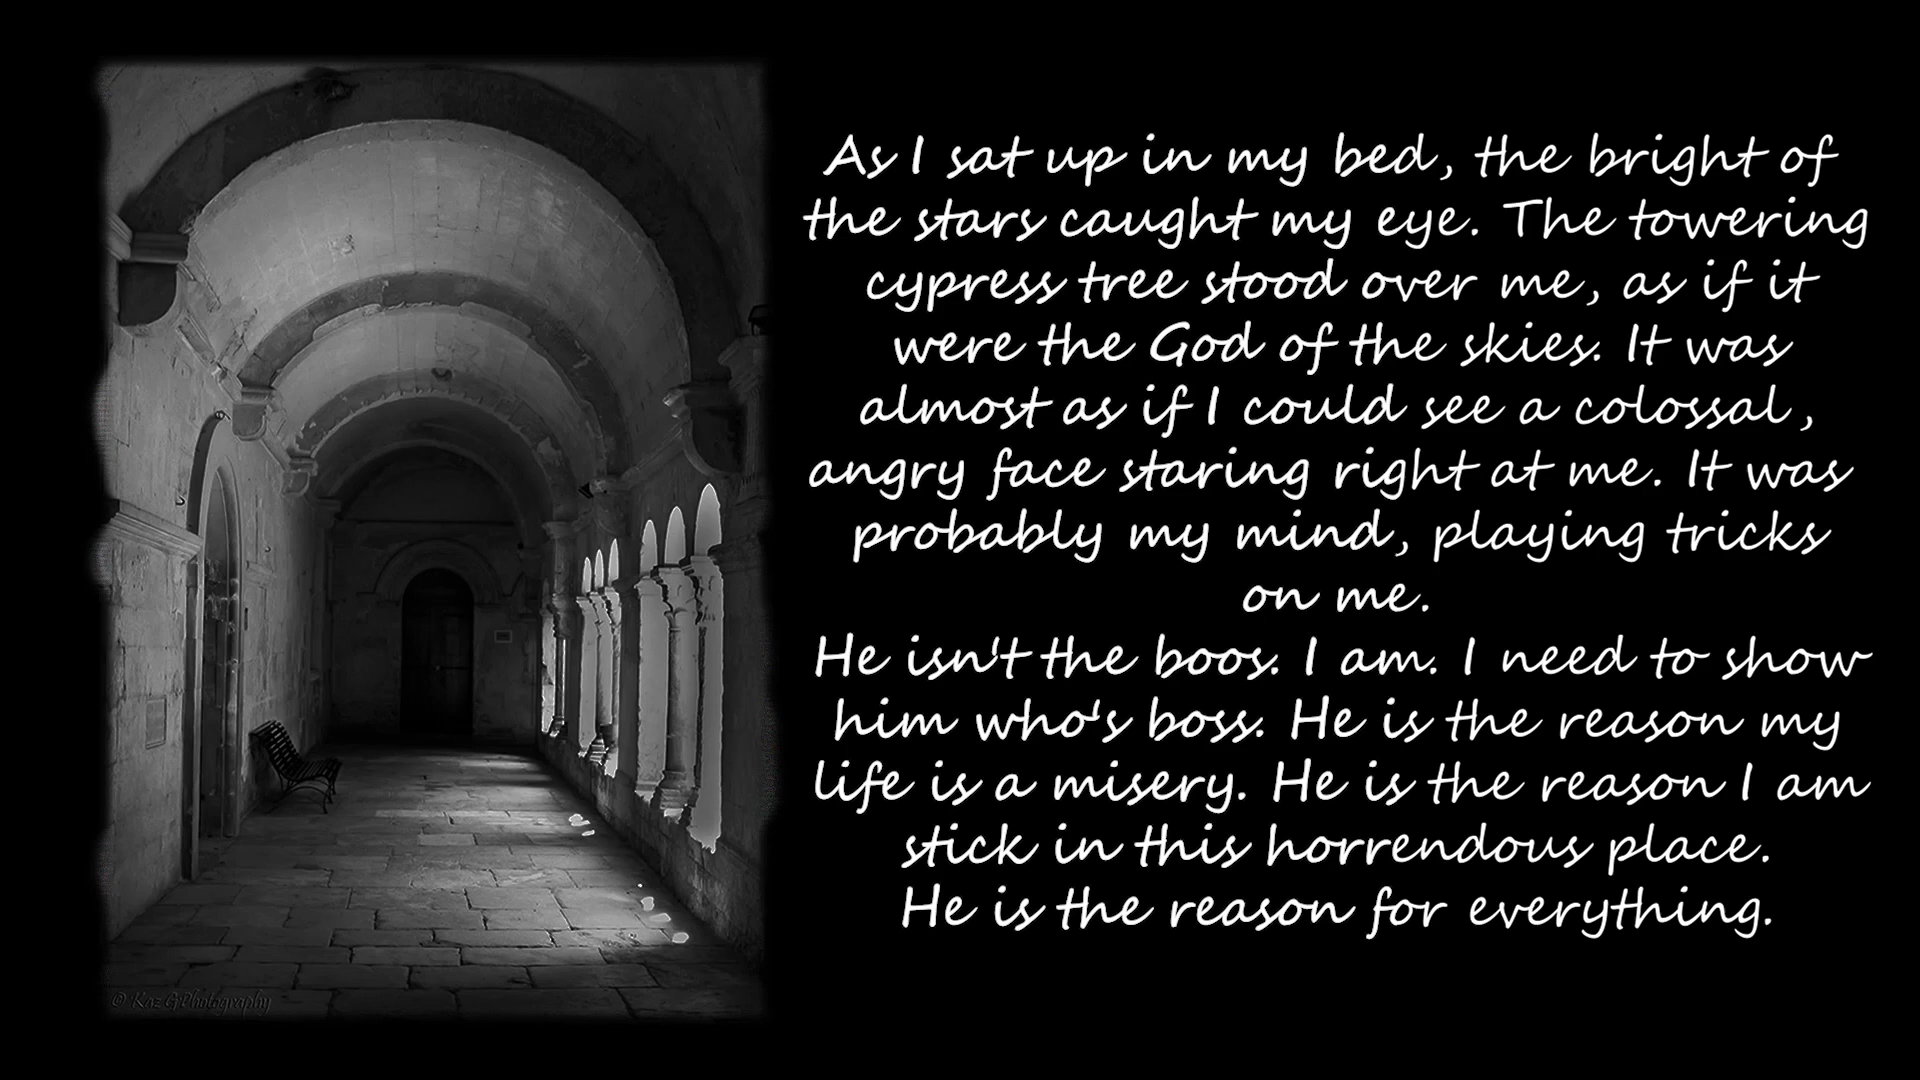 As I sat up in my bed, the bright of
the stars caught my eye. The towering
cypress tree stood over me, as if it
were the God of the skies. It was
almost as if I could see a colossal,
angry face staring right at me. It was
probably my mind, playing tricks
on me.
He isn't the boos. I am. I need to show
him who's boss. He is the reason my
life is a misery. He is the reason I am
stick in this horrendous place.
He is the reason for everything.
© Kaz G Photography